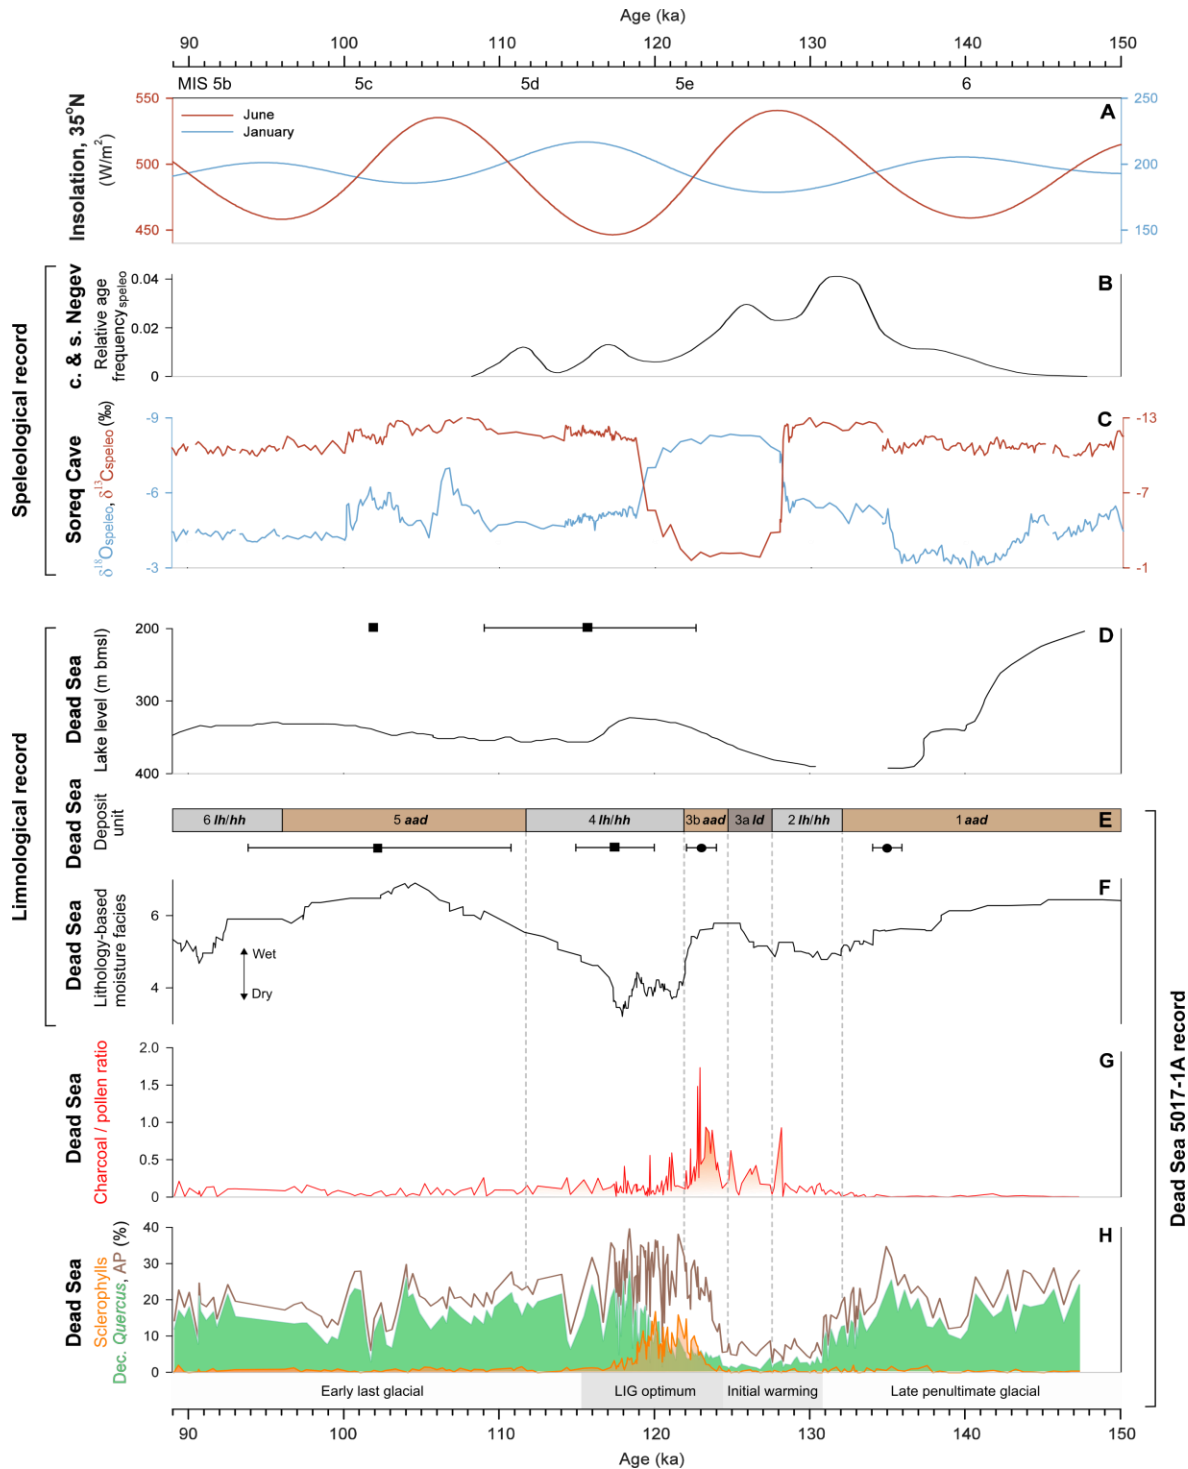 Age (ka)
90 100 110 120 130 140 150
MIS 5b 5c 5d 5e 6
Insolation, 35°N
(W/m²)
550
500
450
June
January
A
250
200
150
Speleological record
c. & s. Negev
Relative age
frequency speleo
0.04
0.02
0
B
Soreq Cave
δ¹⁸Ospeleo, δ¹³Cspeleo (‰)
-9
-6
-3
C
-13
-7
-1
Limnological record
Dead Sea
Lake level (m bmsl)
200
300
400
D
Dead Sea
Deposit
unit
6 lh/hh 5 aad 4 lh/hh 3b aad 3a ld 2 lh/hh 1 aad
E
Dead Sea
Lithology-based
moisture facies
6
4
Wet
Dry
F
Dead Sea 5017-1A record
Dead Sea
Charcoal / pollen ratio
2.0
1.5
1.0
0.5
0
G
Dead Sea
Sclerophylls
Dec. Quercus, AP (%)
40
30
20
10
0
H
Early last glacial LIG optimum Initial warming Late penultimate glacial
90 100 110 120 130 140 150
Age (ka)